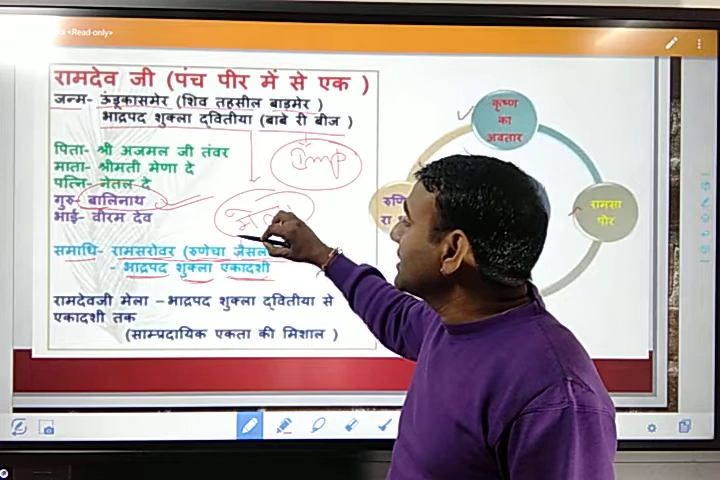 <Read-only>
रामदेव जी (पंच पीर में से एक )
जन्म- ऊंडूकासमेर (शिव तहसील बाडमेर )
भाद्रपद शुक्ला द्वितीया (बाबे री बीज )
Imp
पिता- श्री अजमल जी तंवर
माता- श्रीमती मेणा दे
पत्नि- नेतल दे
गुरु- बालिनाथ
भाई- वीरम देव
समाधि- रामसरोवर (रुणेचा जैसल
- भाद्रपद शुक्ला एकादशी
रामदेवजी मेला – भाद्रपद शुक्ला द्वितीया से
एकादशी तक
(साम्प्रदायिक एकता की मिशाल )
कृष्ण
का
अवतार
रामसा
पीर